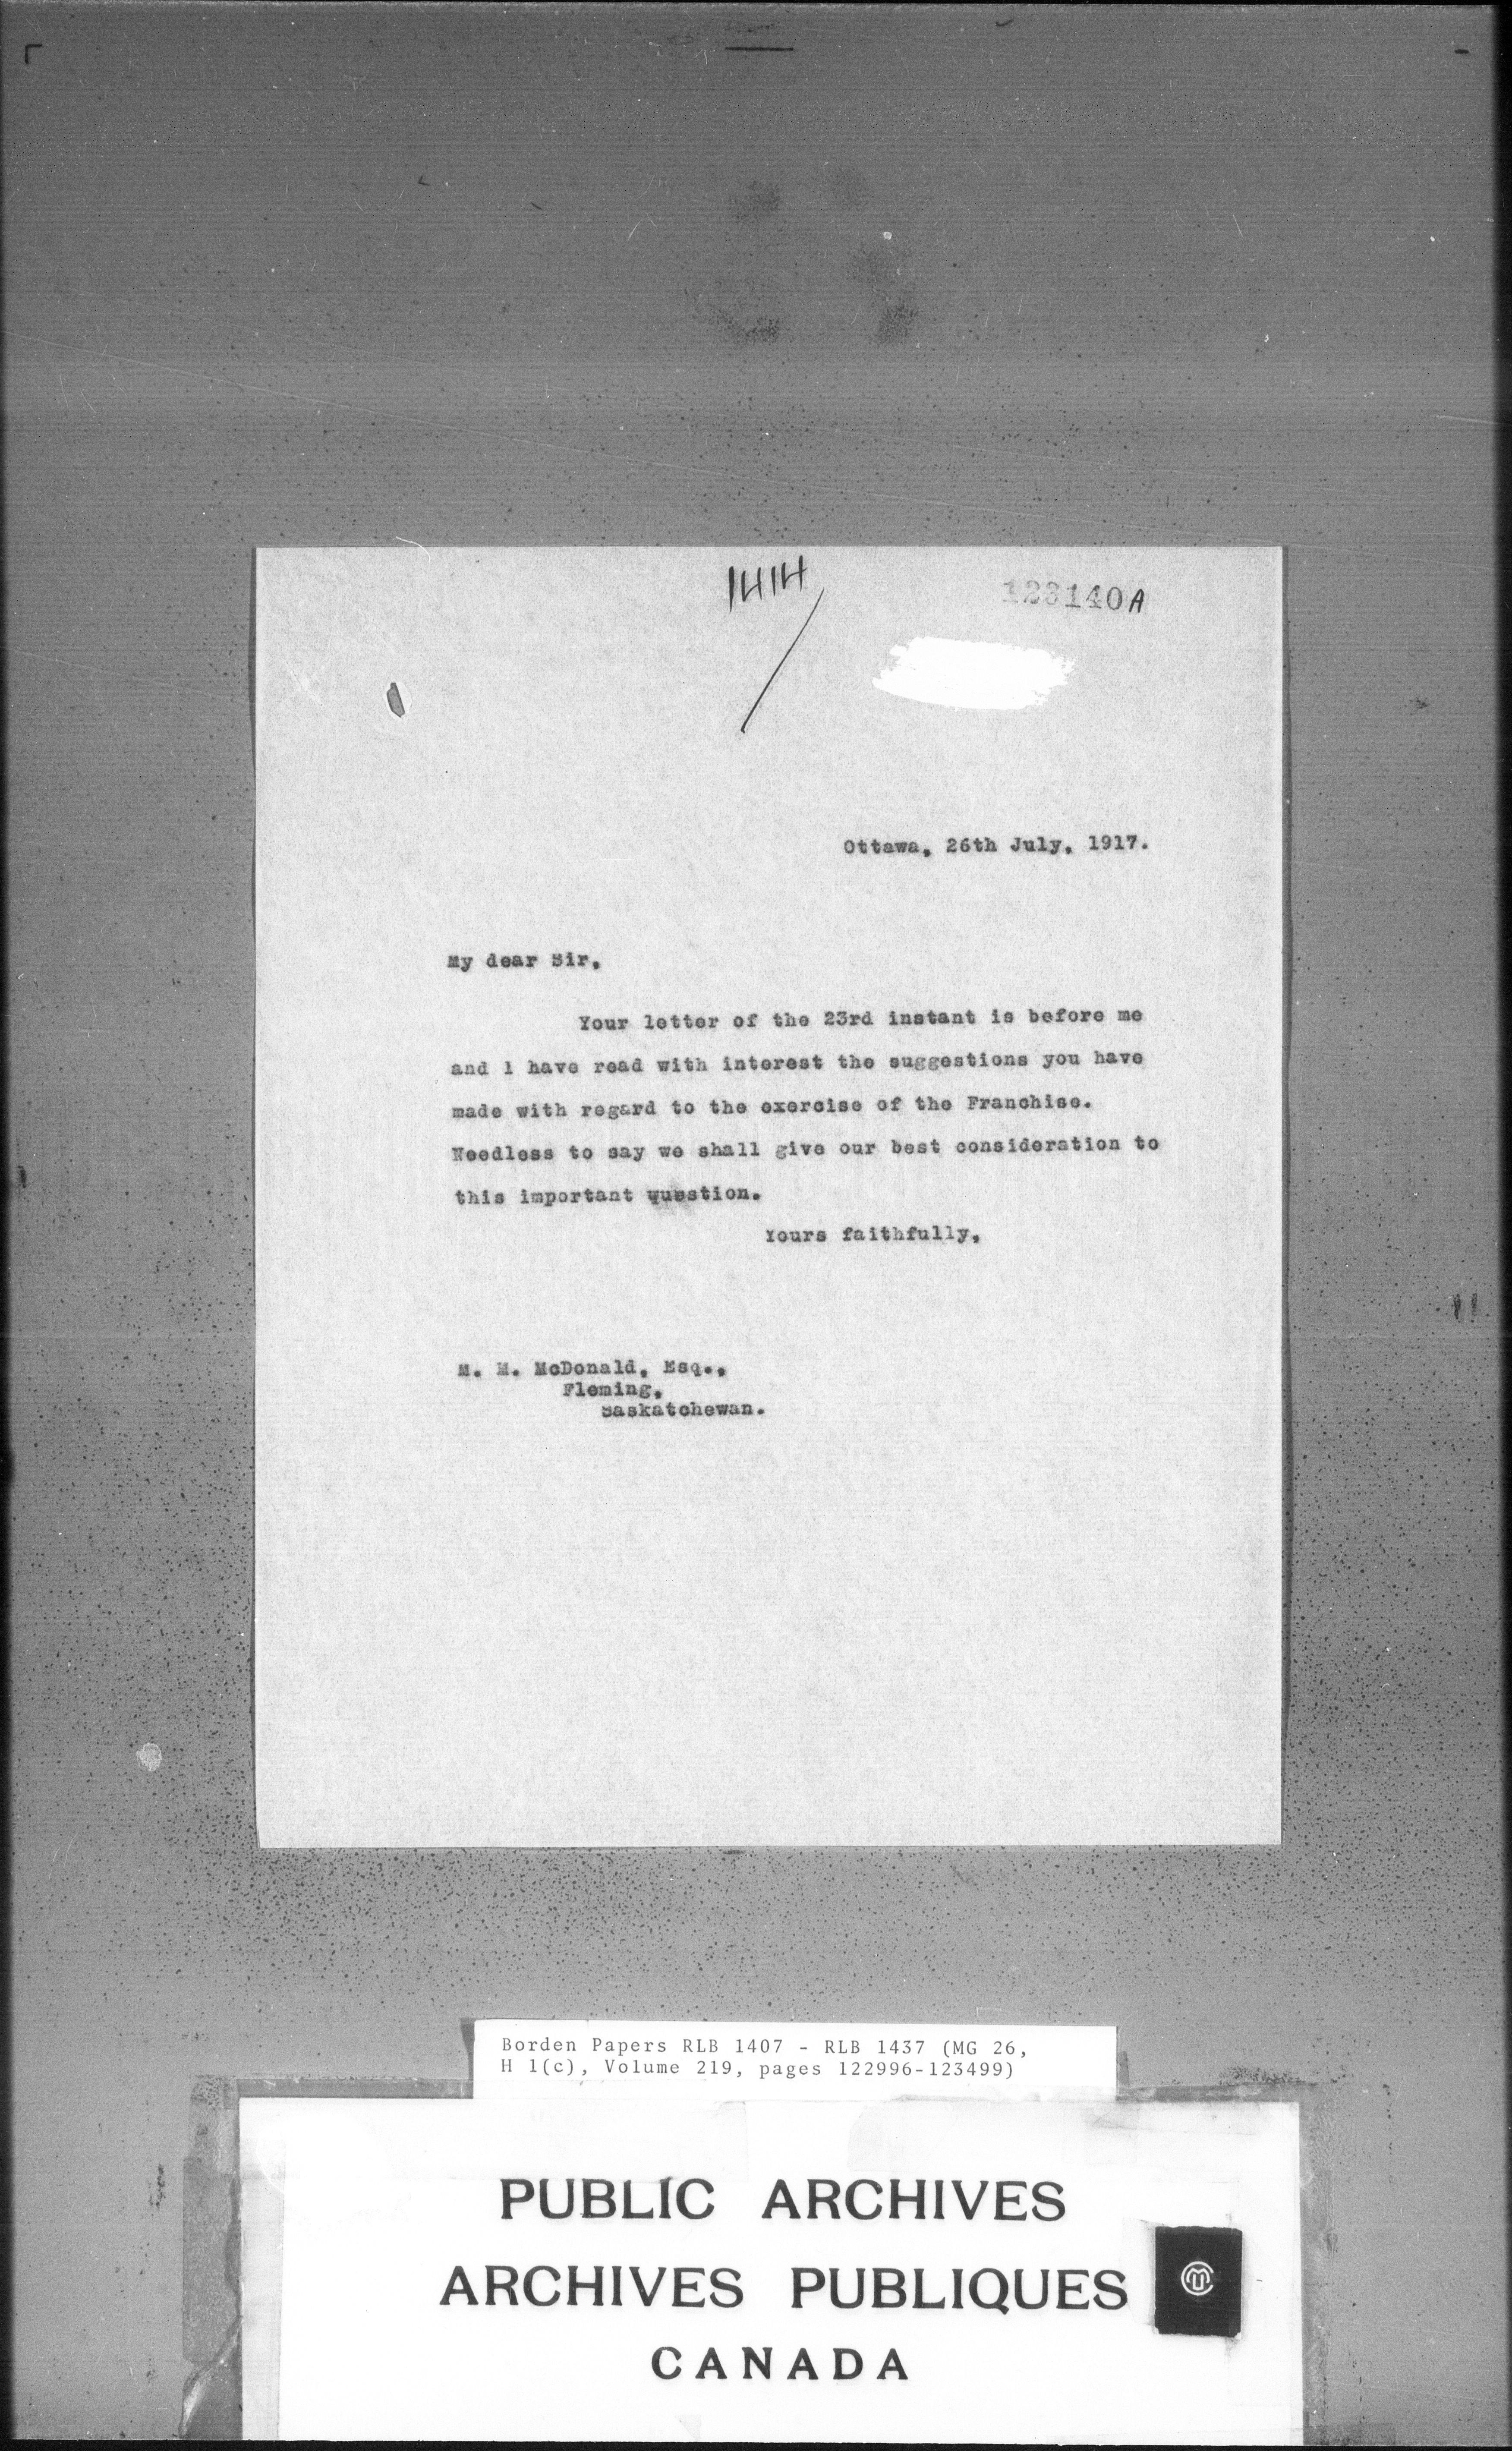 1414
123140A
Ottawa, 26th July, 1917.
My dear Sir,
Your letter of the 23rd instant is before me
and I have read with interest the suggestions you have
made with regard to the exercise of the Franchise.
Needless to say we shall give our best consideration to
this important question.
Yours faithfully,
M. M. McDonald, Esq.,
Fleming,
Saskatchewan.
Borden Papers RLB 1407 - RLB 1437 (MG 26,
H 1(c), Volume 219, pages 122996-123499)
PUBLIC ARCHIVES
ARCHIVES PUBLIQUES
CANADA